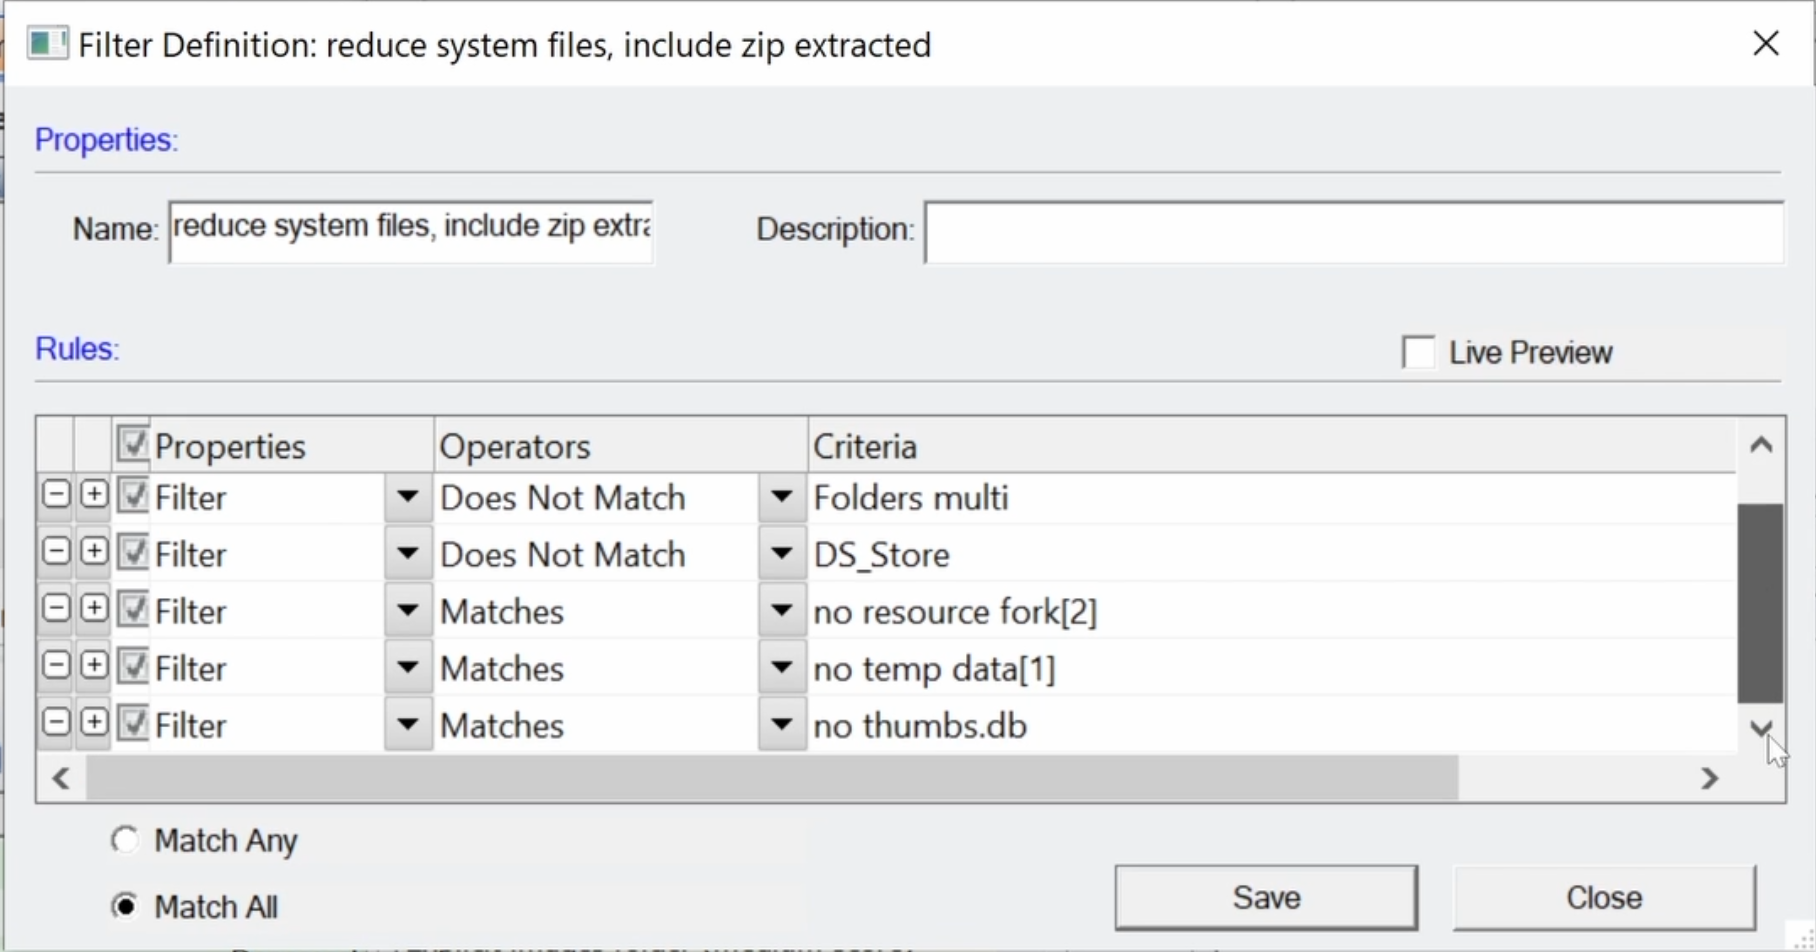 Filter Definition: reduce system files, include zip extracted
Properties:
Name: reduce system files, include zip extra
Description:
Rules:
Live Preview
Properties Operators Criteria
Filter Does Not Match Folders multi
Filter Does Not Match DS_Store
Filter Matches no resource fork[2]
Filter Matches no temp data[1]
Filter Matches no thumbs.db
Match Any
Match All
Save Close